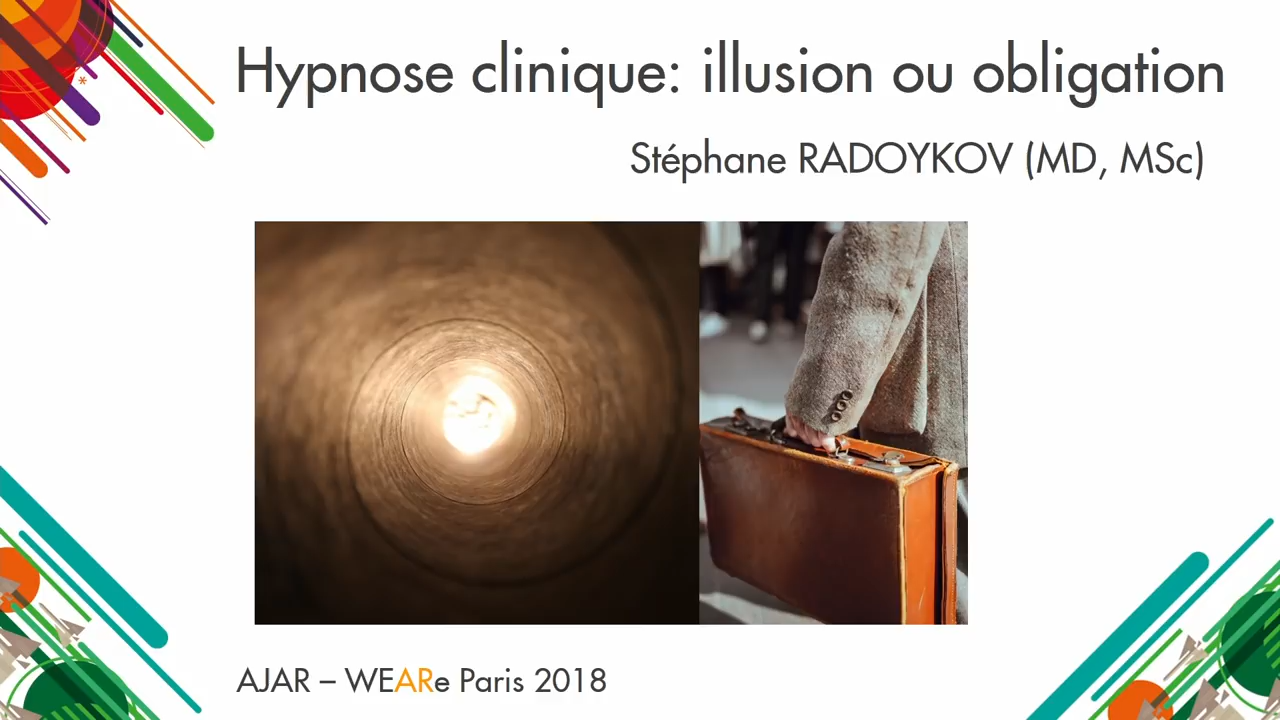 Hypnose clinique: illusion ou obligation
Stéphane RADOYKOV (MD, MSc)
AJAR – WEARe Paris 2018